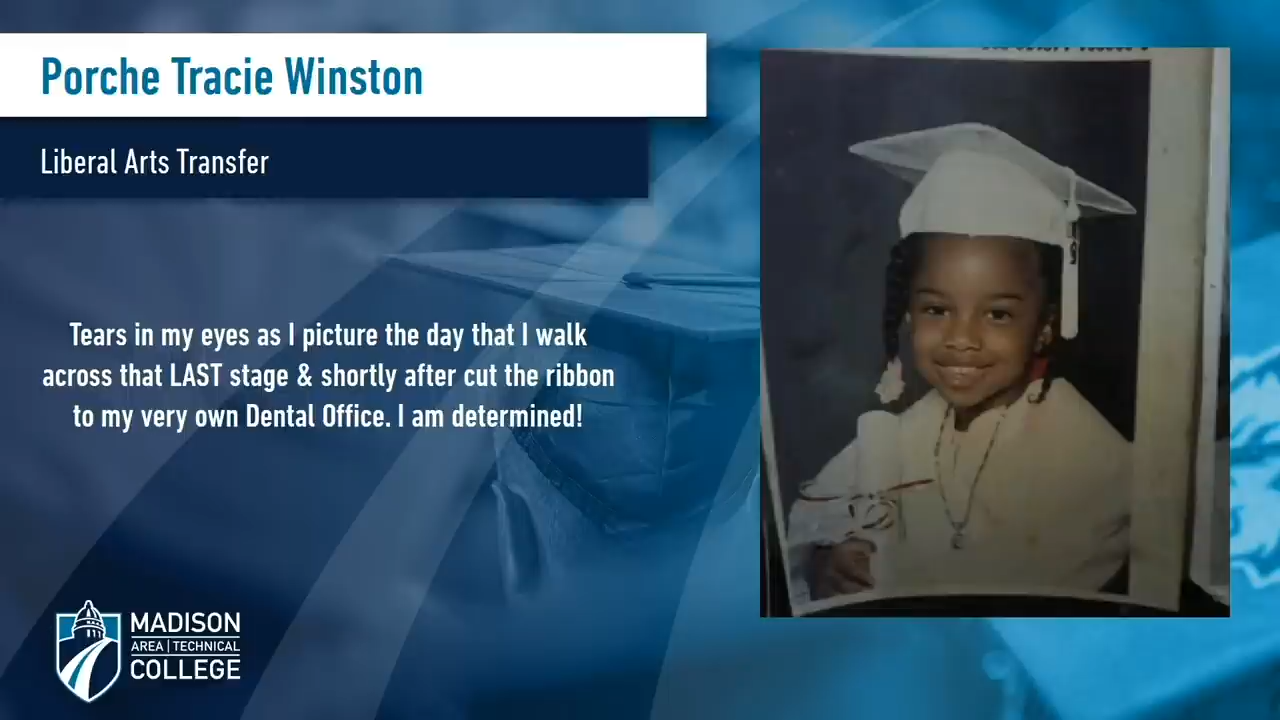 Porche Tracie Winston
Liberal Arts Transfer
Tears in my eyes as I picture the day that I walk
across that LAST stage & shortly after cut the ribbon
to my very own Dental Office. I am determined!
MADISON
AREA | TECHNICAL
COLLEGE